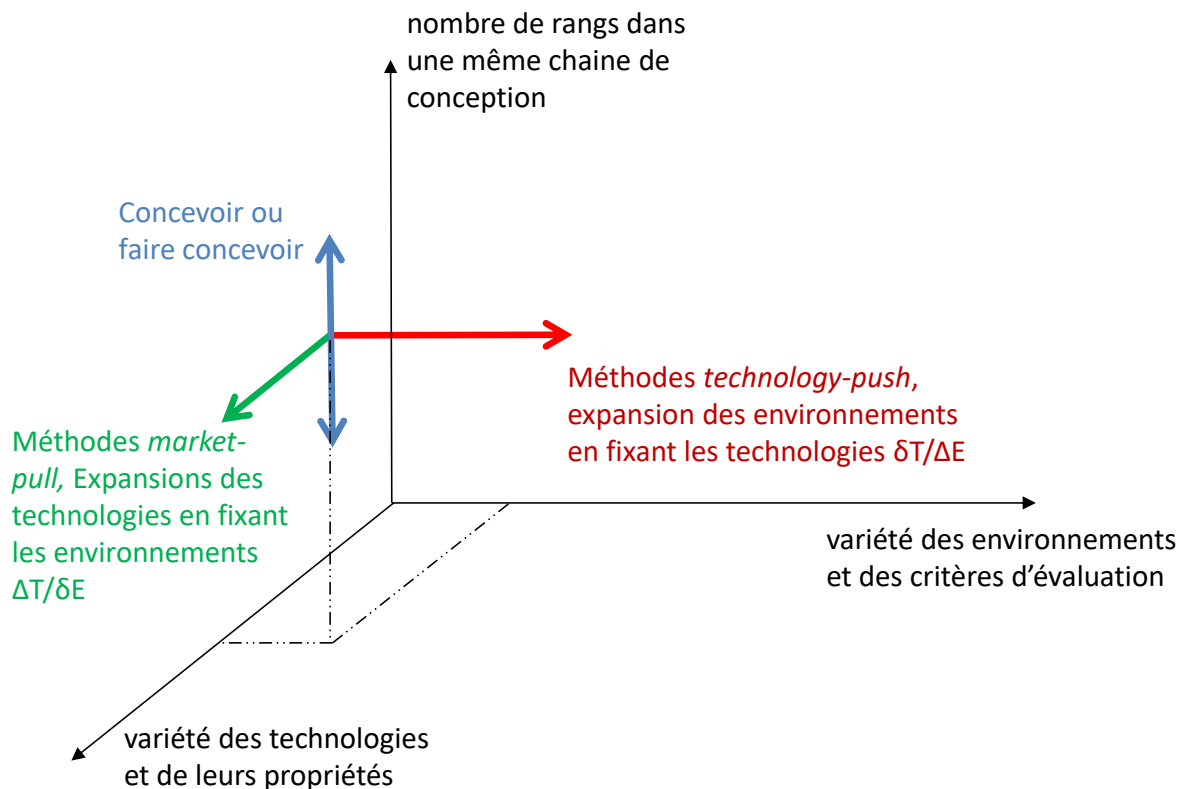 nombre de rangs dans
une même chaine de
conception
Concevoir ou
faire concevoir
Méthodes technology-push,
expansion des environnements
en fixant les technologies δT/ΔE
Méthodes market-
pull, Expansions des
technologies en fixant
les environnements
ΔT/δE
variété des environnements
et des critères d’évaluation
variété des technologies
et de leurs propriétés